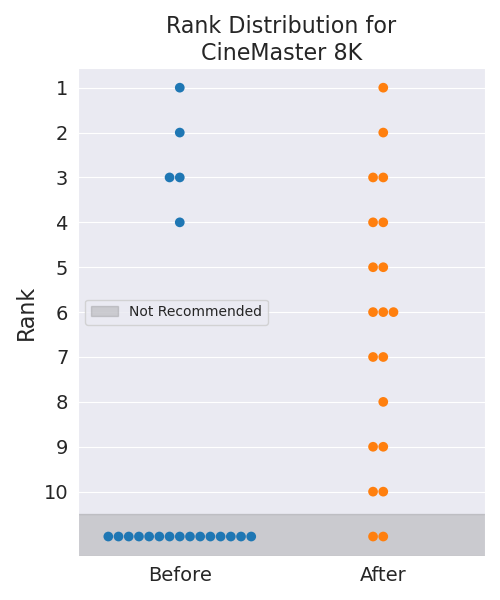 Rank Distribution for
CineMaster 8K
1
2
3
4
5
Not Recommended
6
7
8
9
10
Rank
Before
After